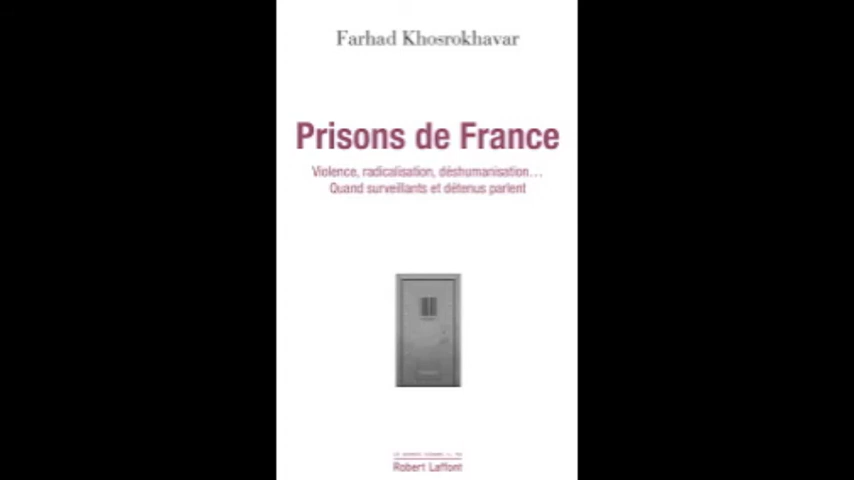 Farhad Khosrokhavar
Prisons de France
Violence, radicalisation, déshumanisation...
Quand surveillants et détenus parlent
Robert Laffont